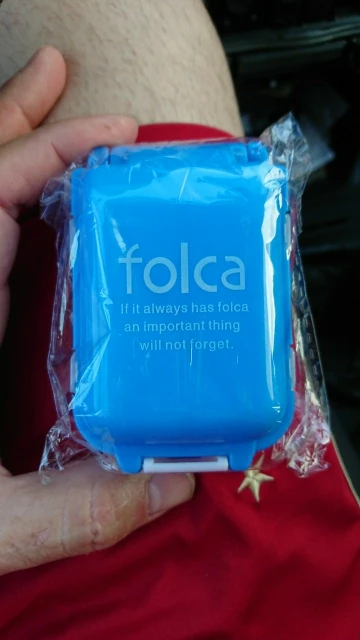 folca
If it always has folca
an important thing
will not forget.